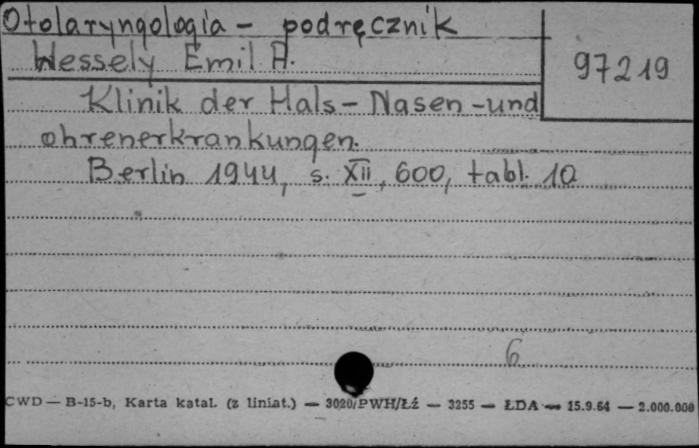 Otolaryngologia - podręcznik
Wessely Emil A.
97219
Klinik der Hals- Nasen -und
ohrenerkrankungen.
Berlin 1944, s. XII, 600, tabl. 10
6
CWD — B-15-b, Karta katal. (z liniat.) — 3020/PWH/Łź — 3255 — ŁDA — 15.9.64 — 2.000.000